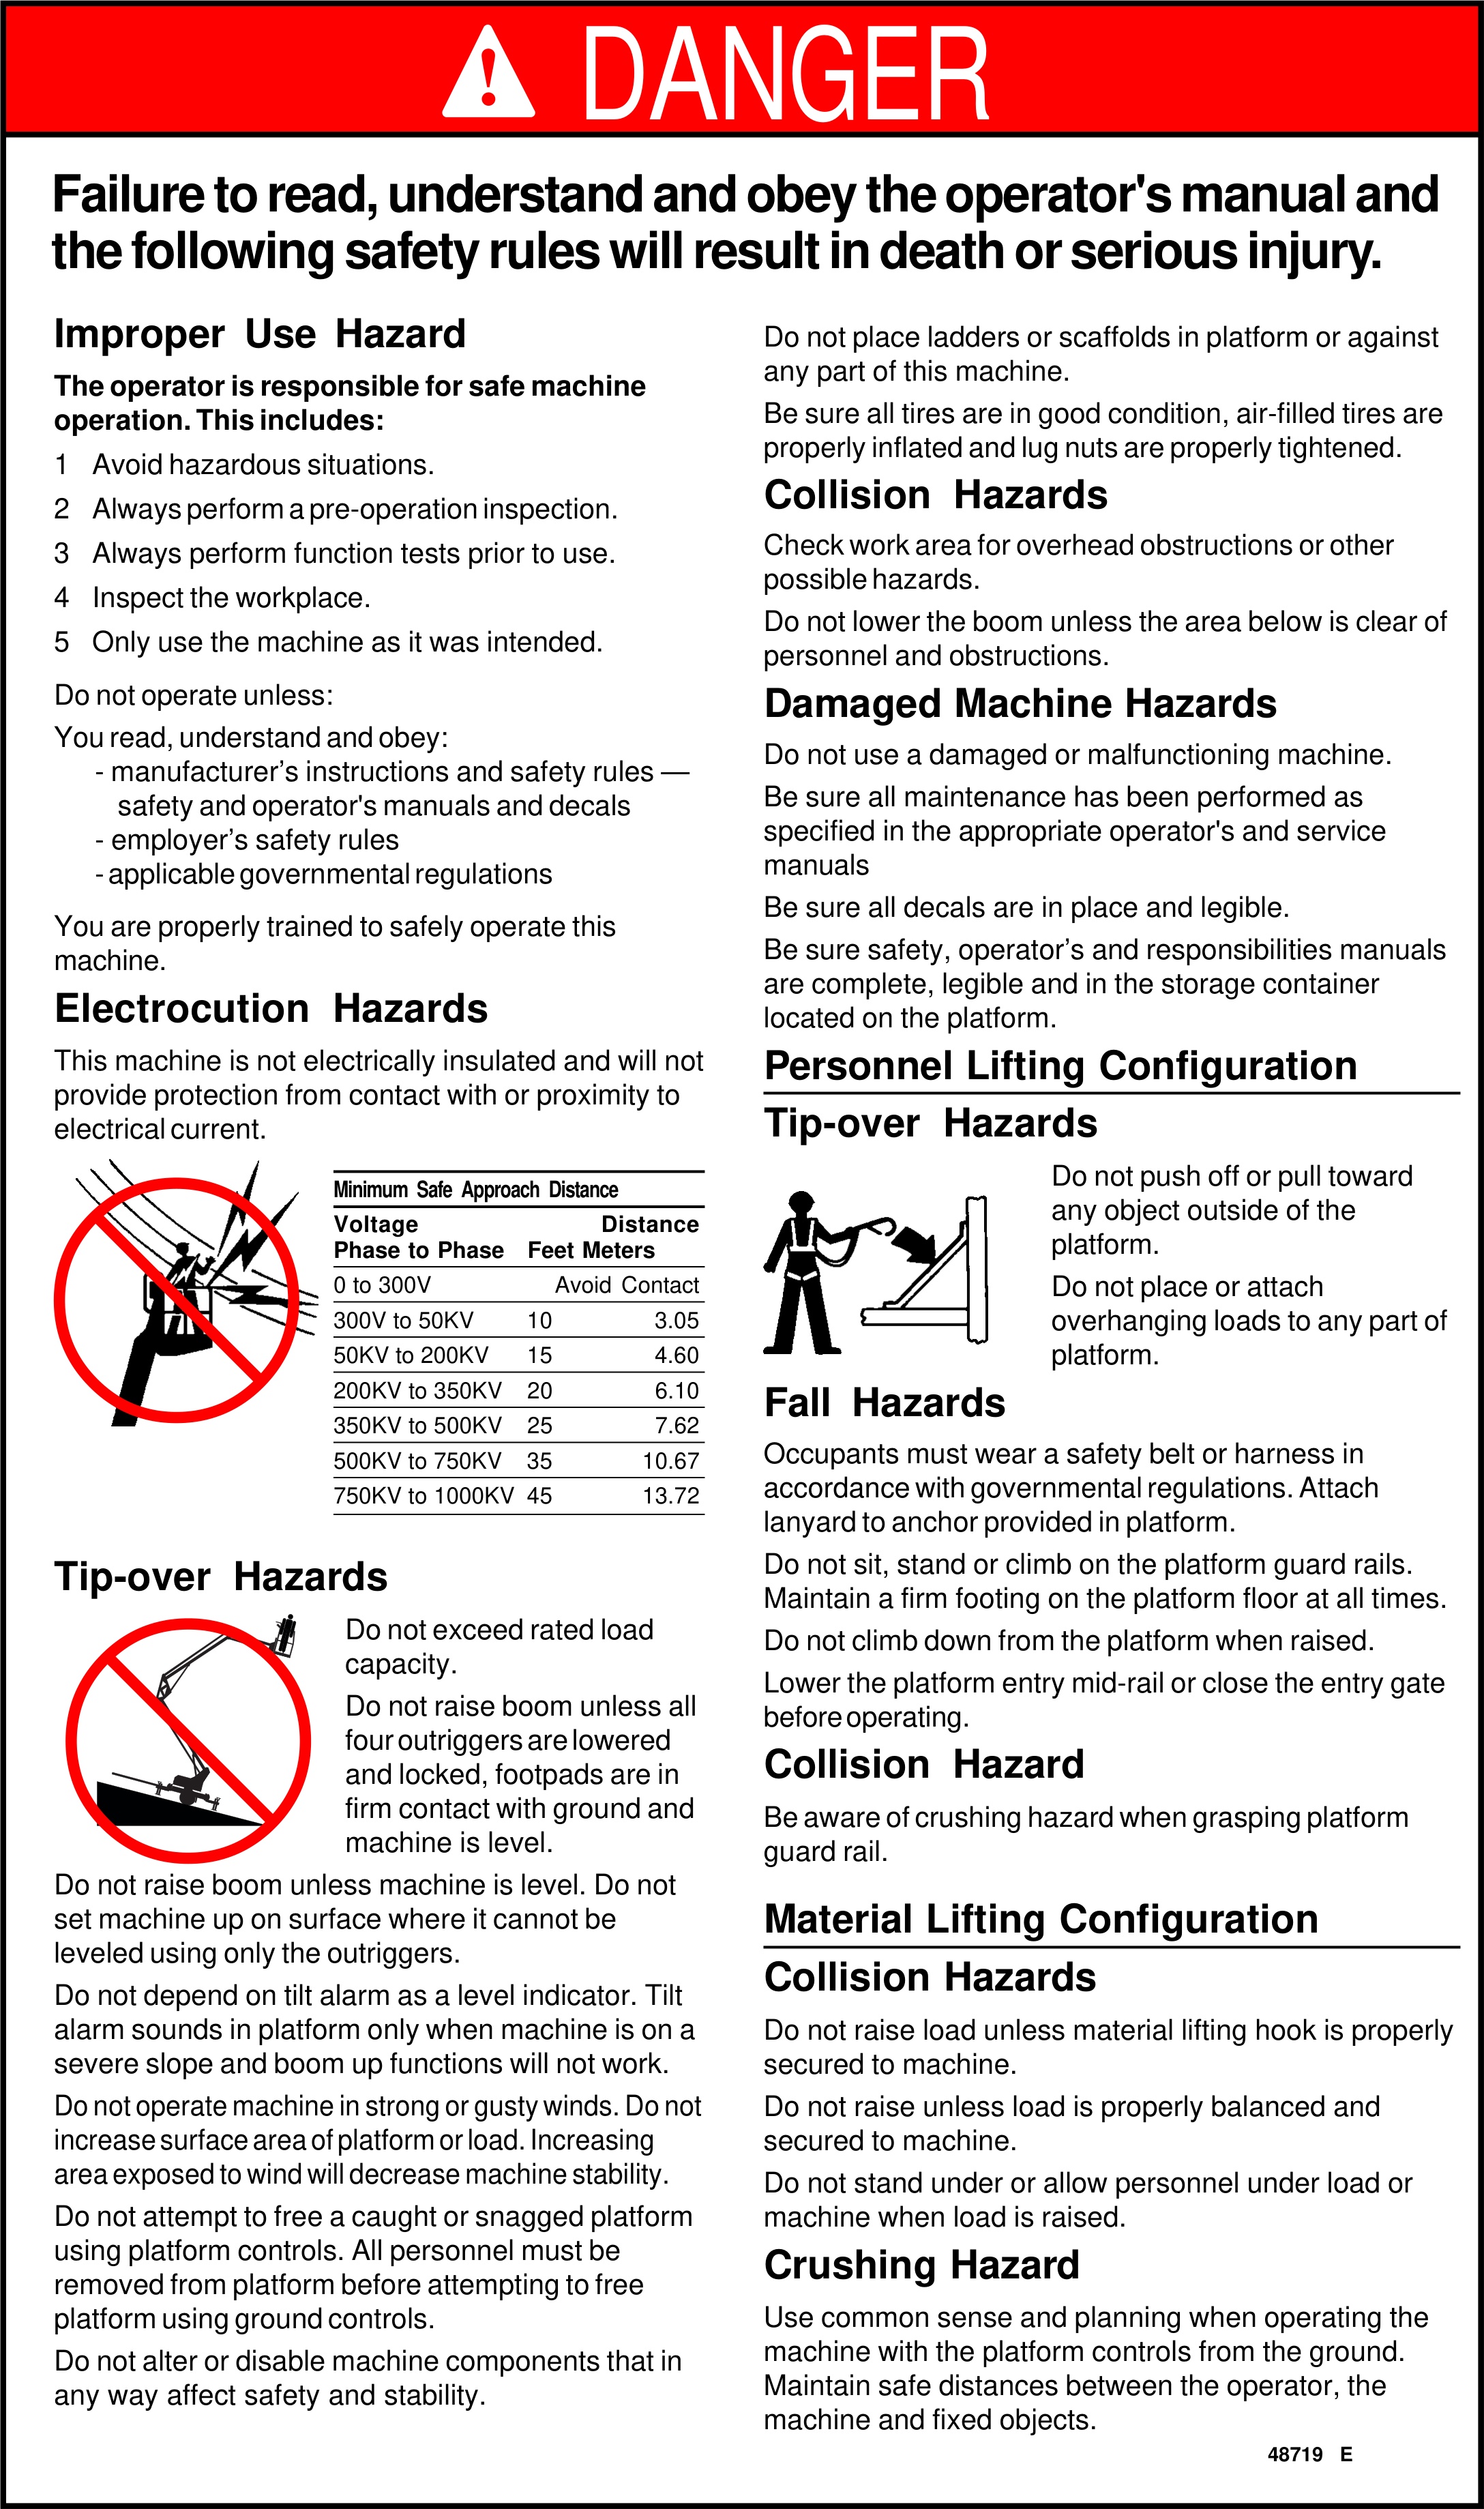 DANGER
Failure to read, understand and obey the operator's manual and
the following safety rules will result in death or serious injury.
Improper Use Hazard
The operator is responsible for safe machine
operation. This includes:
1 Avoid hazardous situations.
2 Always perform a pre-operation inspection.
3 Always perform function tests prior to use.
4 Inspect the workplace.
5 Only use the machine as it was intended.
Do not operate unless:
You read, understand and obey:
- manufacturer’s instructions and safety rules —
safety and operator's manuals and decals
- employer’s safety rules
- applicable governmental regulations
You are properly trained to safely operate this
machine.
Electrocution Hazards
This machine is not electrically insulated and will not
provide protection from contact with or proximity to
electrical current.
Minimum Safe Approach Distance
Voltage Distance
Phase to Phase Feet Meters
0 to 300V Avoid Contact
300V to 50KV 10 3.05
50KV to 200KV 15 4.60
200KV to 350KV 20 6.10
350KV to 500KV 25 7.62
500KV to 750KV 35 10.67
750KV to 1000KV 45 13.72
Tip-over Hazards
Do not exceed rated load
capacity.
Do not raise boom unless all
four outriggers are lowered
and locked, footpads are in
firm contact with ground and
machine is level.
Do not raise boom unless machine is level. Do not
set machine up on surface where it cannot be
leveled using only the outriggers.
Do not depend on tilt alarm as a level indicator. Tilt
alarm sounds in platform only when machine is on a
severe slope and boom up functions will not work.
Do not operate machine in strong or gusty winds. Do not
increase surface area of platform or load. Increasing
area exposed to wind will decrease machine stability.
Do not attempt to free a caught or snagged platform
using platform controls. All personnel must be
removed from platform before attempting to free
platform using ground controls.
Do not alter or disable machine components that in
any way affect safety and stability.
Do not place ladders or scaffolds in platform or against
any part of this machine.
Be sure all tires are in good condition, air-filled tires are
properly inflated and lug nuts are properly tightened.
Collision Hazards
Check work area for overhead obstructions or other
possible hazards.
Do not lower the boom unless the area below is clear of
personnel and obstructions.
Damaged Machine Hazards
Do not use a damaged or malfunctioning machine.
Be sure all maintenance has been performed as
specified in the appropriate operator's and service
manuals
Be sure all decals are in place and legible.
Be sure safety, operator’s and responsibilities manuals
are complete, legible and in the storage container
located on the platform.
Personnel Lifting Configuration
Tip-over Hazards
Do not push off or pull toward
any object outside of the
platform.
Do not place or attach
overhanging loads to any part of
platform.
Fall Hazards
Occupants must wear a safety belt or harness in
accordance with governmental regulations. Attach
lanyard to anchor provided in platform.
Do not sit, stand or climb on the platform guard rails.
Maintain a firm footing on the platform floor at all times.
Do not climb down from the platform when raised.
Lower the platform entry mid-rail or close the entry gate
before operating.
Collision Hazard
Be aware of crushing hazard when grasping platform
guard rail.
Material Lifting Configuration
Collision Hazards
Do not raise load unless material lifting hook is properly
secured to machine.
Do not raise unless load is properly balanced and
secured to machine.
Do not stand under or allow personnel under load or
machine when load is raised.
Crushing Hazard
Use common sense and planning when operating the
machine with the platform controls from the ground.
Maintain safe distances between the operator, the
machine and fixed objects.
48719 E